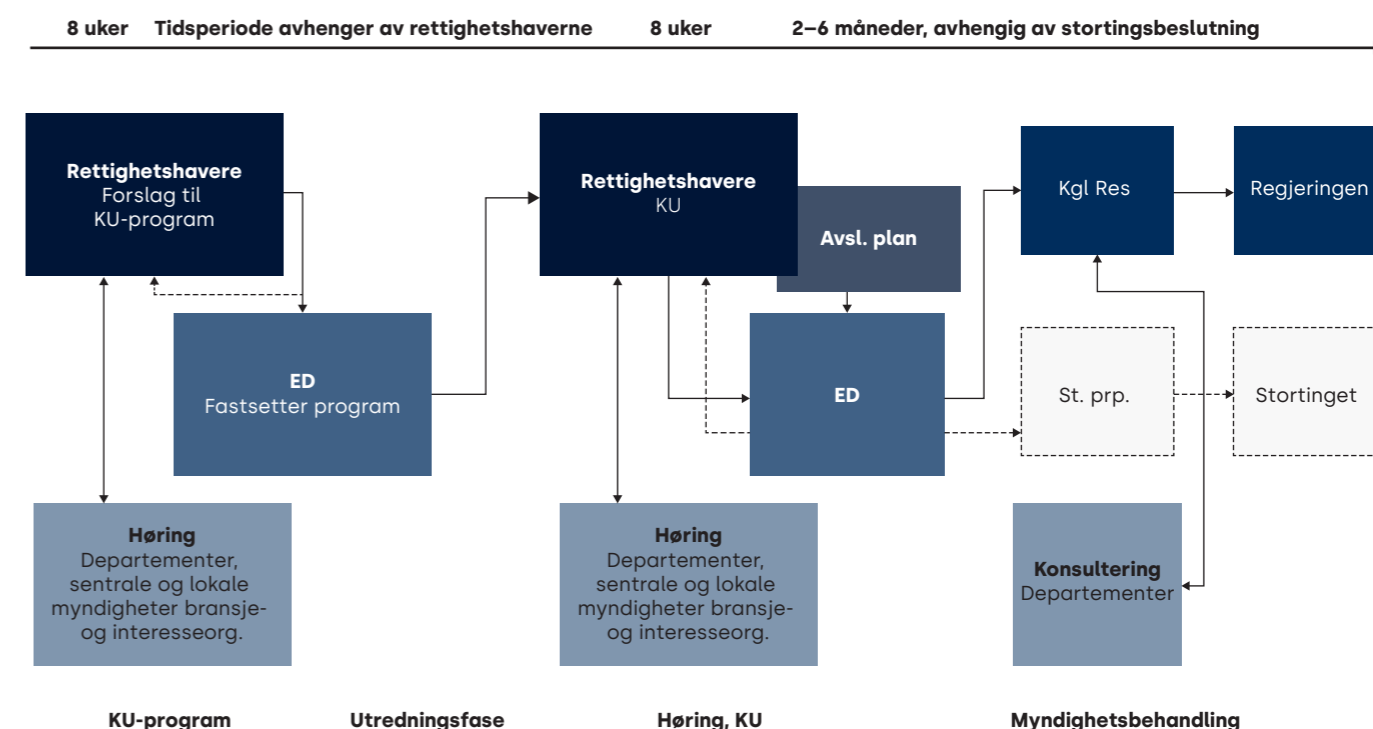 8 uker
Tidsperiode avhenger av rettighetshaverne
8 uker
2–6 måneder, avhengig av stortingsbeslutning
Rettighetshavere
Forslag til
KU-program
ED
Fastsetter program
Høring
Departementer,
sentrale og lokale
myndigheter bransje-
og interesseorg.
Rettighetshavere
KU
Avsl. plan
ED
Høring
Departementer,
sentrale og lokale
myndigheter bransje-
og interesseorg.
Kgl Res
Regjeringen
St. prp.
Stortinget
Konsultering
Departementer
KU-program
Utredningsfase
Høring, KU
Myndighetsbehandling